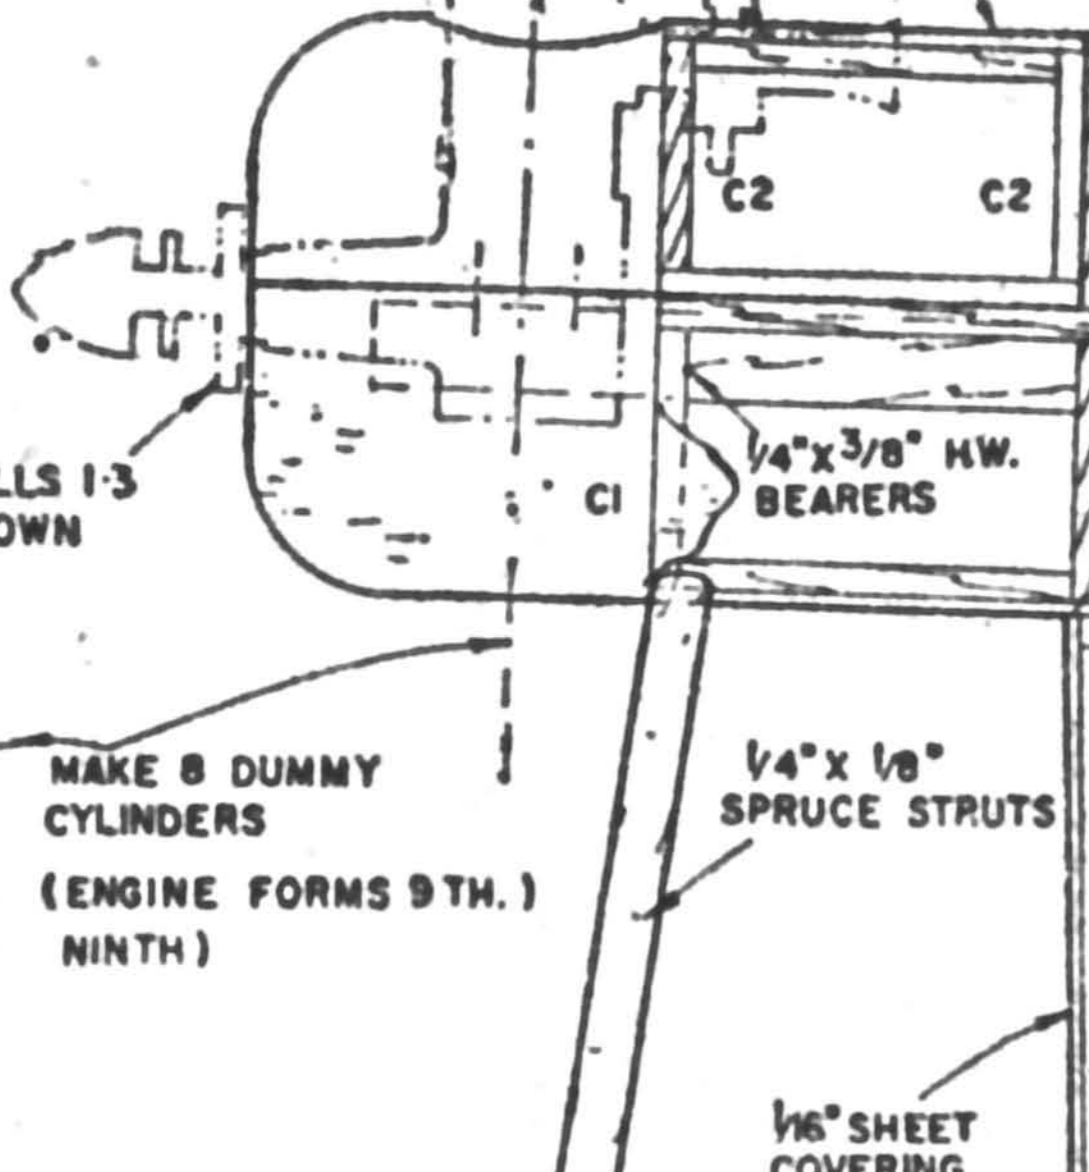 C2
C2
LLS 1·3
OWN
C1
1/4"X3/8" H.W.
BEARERS
MAKE 8 DUMMY
CYLINDERS
(ENGINE FORMS 9TH.)
NINTH)
1/4"X 1/8"
SPRUCE STRUTS
1/16"SHEET
COVERING